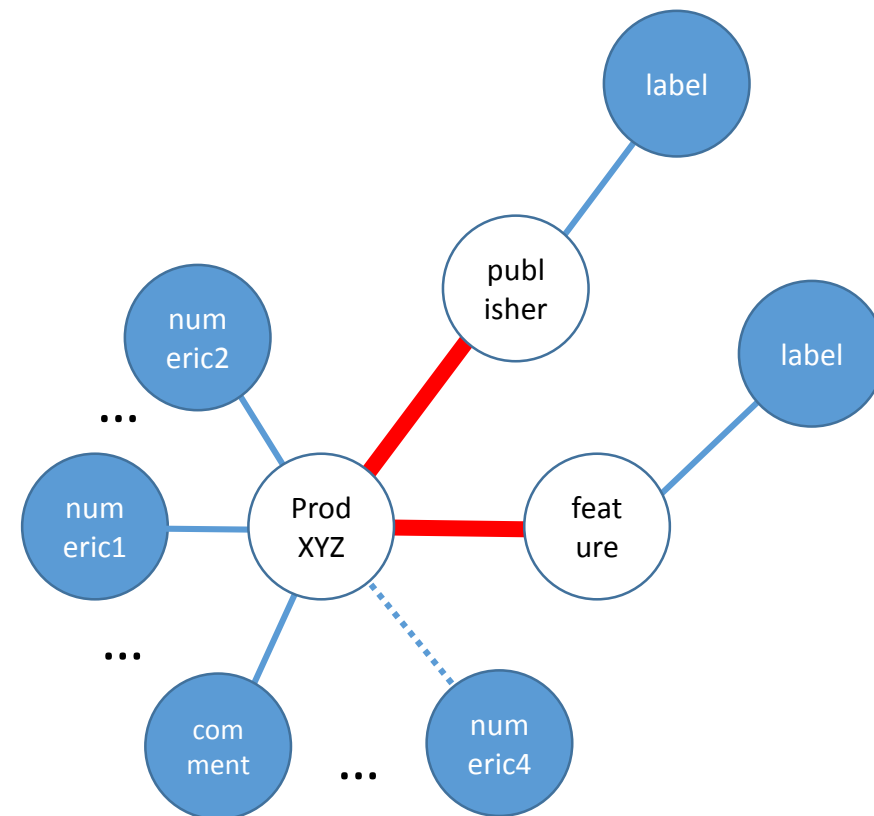 label
publ
isher
num
eric2
label
...
num
eric1
Prod
XYZ
feat
ure
...
com
ment
...
num
eric4